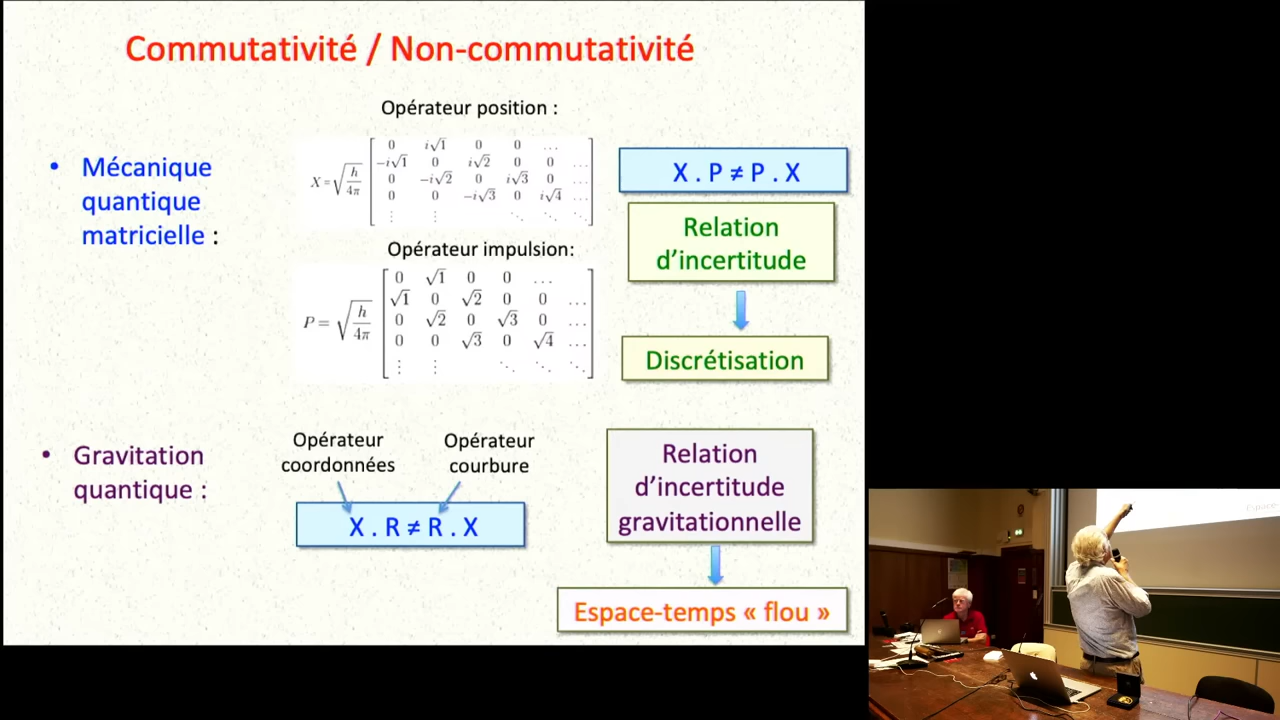 Commutativité / Non-commutativité
Opérateur position :
• Mécanique
quantique
matricielle :
X = √ h / 4π [ 0 i√1 0 0 …
-i√1 0 i√2 0 0 …
0 -i√2 0 i√3 0 …
0 0 -i√3 0 i√4 …
⋮ ⋮ ⋱ ⋱ ⋱ ]
X . P ≠ P . X
Relation
d’incertitude
Opérateur impulsion:
P = √ h / 4π [ 0 √1 0 0 …
√1 0 √2 0 0 …
0 √2 0 √3 0 …
0 0 √3 0 √4 …
⋮ ⋮ ⋱ ⋱ ⋱ ]
Discrétisation
• Gravitation
quantique :
Opérateur
coordonnées
Opérateur
courbure
X . R ≠ R . X
Relation
d’incertitude
gravitationnelle
Espace-temps « flou »
Espace-